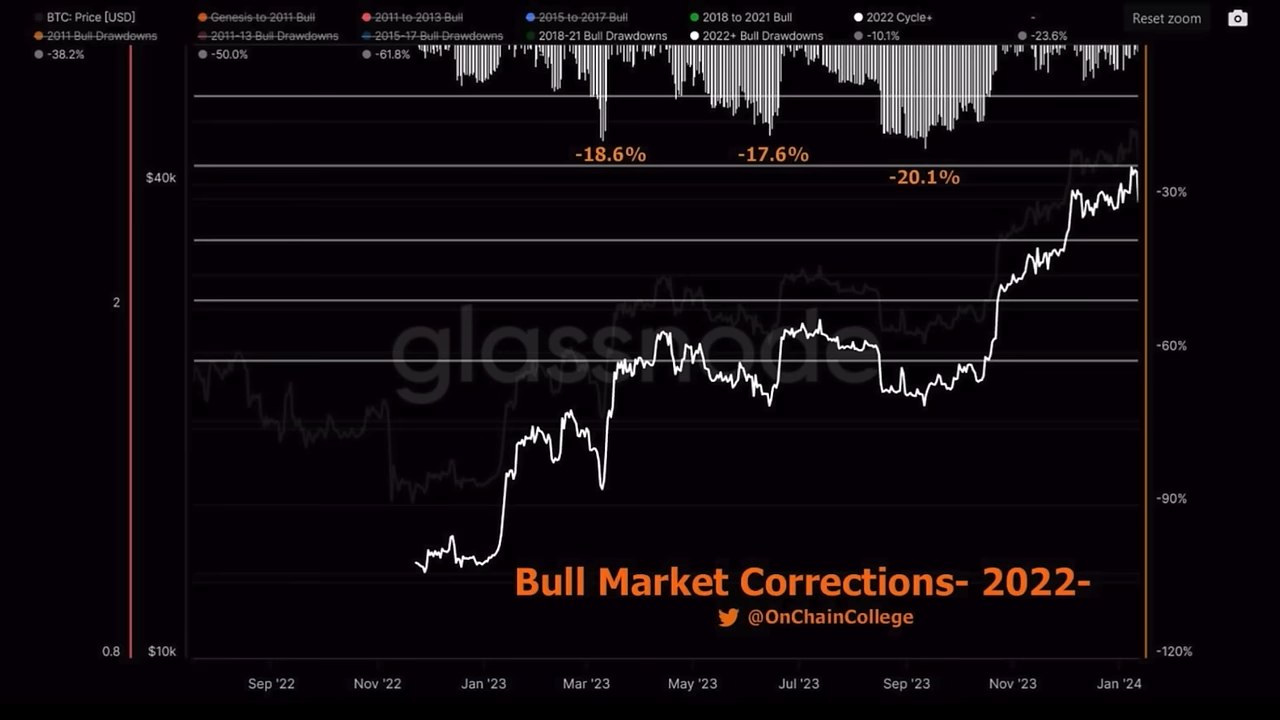 BTC: Price [USD] Genesis to 2011 Bull 2011 to 2013 Bull 2015 to 2017 Bull 2018 to 2021 Bull 2022 Cycle+ - Reset zoom
2011 Bull Drawdowns 2011-13 Bull Drawdowns 2015-17 Bull Drawdowns 2018-21 Bull Drawdowns 2022+ Bull Drawdowns -10.1% -23.6%
-38.2% -50.0% -61.8%
-18.6% -17.6%
-20.1%
$40k
-30%
2
glassnode
-60%
-90%
Bull Market Corrections- 2022-
@OnChainCollege
0.8 $10k -120%
Sep '22 Nov '22 Jan '23 Mar '23 May '23 Jul '23 Sep '23 Nov '23 Jan '24